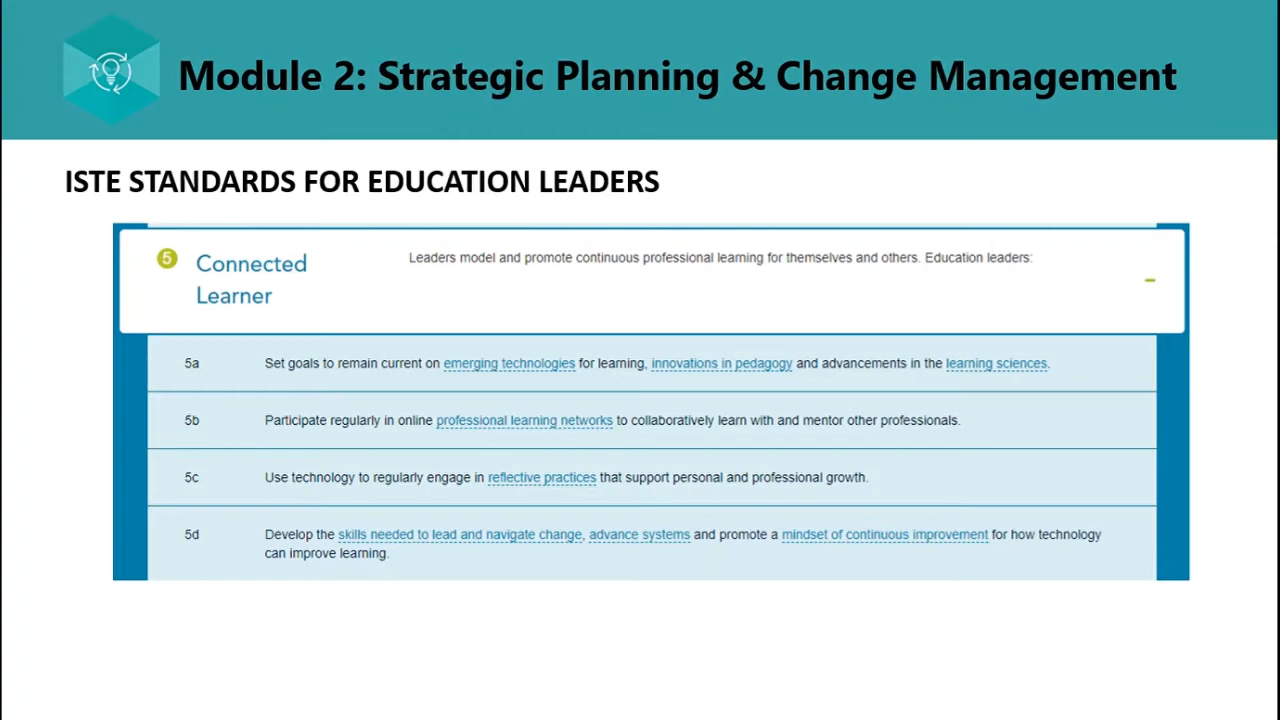 Module 2: Strategic Planning & Change Management
ISTE STANDARDS FOR EDUCATION LEADERS
5
Connected
Learner
Leaders model and promote continuous professional learning for themselves and others. Education leaders:
5a
Set goals to remain current on emerging technologies for learning, innovations in pedagogy and advancements in the learning sciences.
5b
Participate regularly in online professional learning networks to collaboratively learn with and mentor other professionals.
5c
Use technology to regularly engage in reflective practices that support personal and professional growth.
5d
Develop the skills needed to lead and navigate change, advance systems and promote a mindset of continuous improvement for how technology
can improve learning.